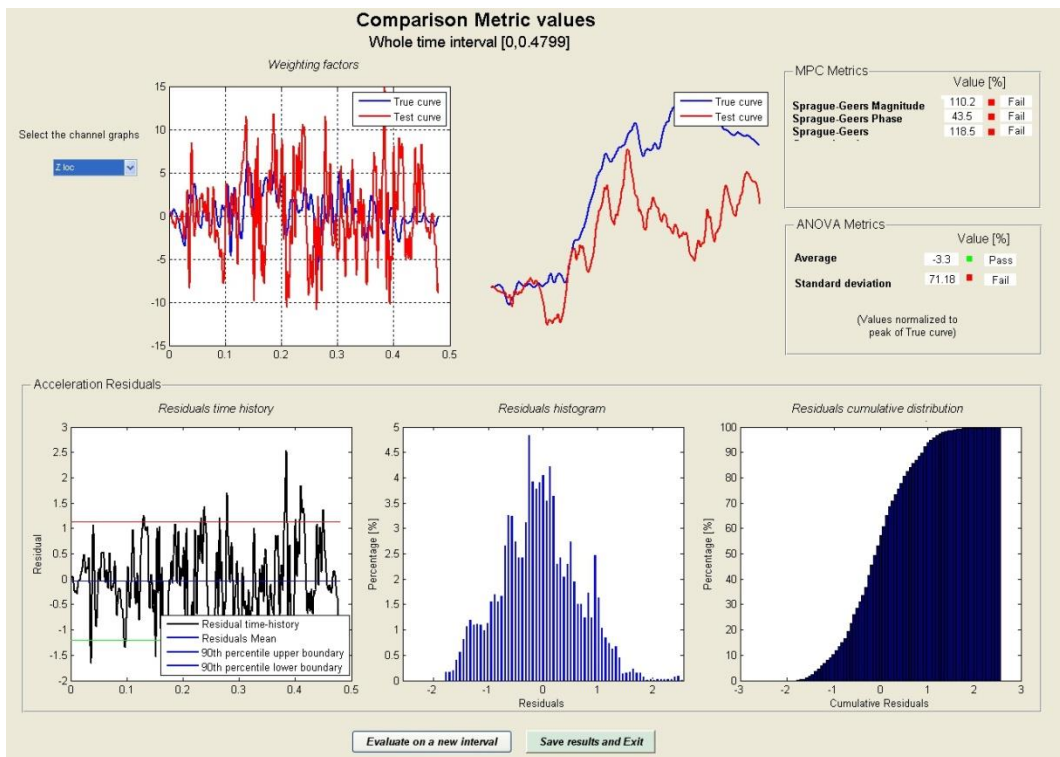 Comparison Metric values
Whole time interval [0,0.4799]
Weighting factors
Select the channel graphs
Z loc
15
10
5
0
-5
-10
-15
0
0.1
0.2
0.3
0.4
0.5
True curve
Test curve
True curve
Test curve
MPC Metrics
Value [%]
Sprague-Geers Magnitude 110.2 Fail
Sprague-Geers Phase 43.5 Fail
Sprague-Geers 118.5 Fail
ANOVA Metrics
Value [%]
Average -3.3 Pass
Standard deviation 71.18 Fail
(Values normalized to
peak of True curve)
Acceleration Residuals
Residuals time history
3
2.5
2
1.5
1
0.5
0
-0.5
-1
-1.5
-2
0
0.1
0.2
0.3
0.4
0.5
Residual
Residual time-history
Residuals Mean
90th percentile upper boundary
90th percentile lower boundary
Residuals histogram
5
4.5
4
3.5
3
2.5
2
1.5
1
0.5
0
-2
-1
0
1
2
Percentage [%]
Residuals
Residuals cumulative distribution
100
90
80
70
60
50
40
30
20
10
0
-3
-2
-1
0
1
2
3
Percentage [%]
Cumulative Residuals
Evaluate on a new interval
Save results and Exit